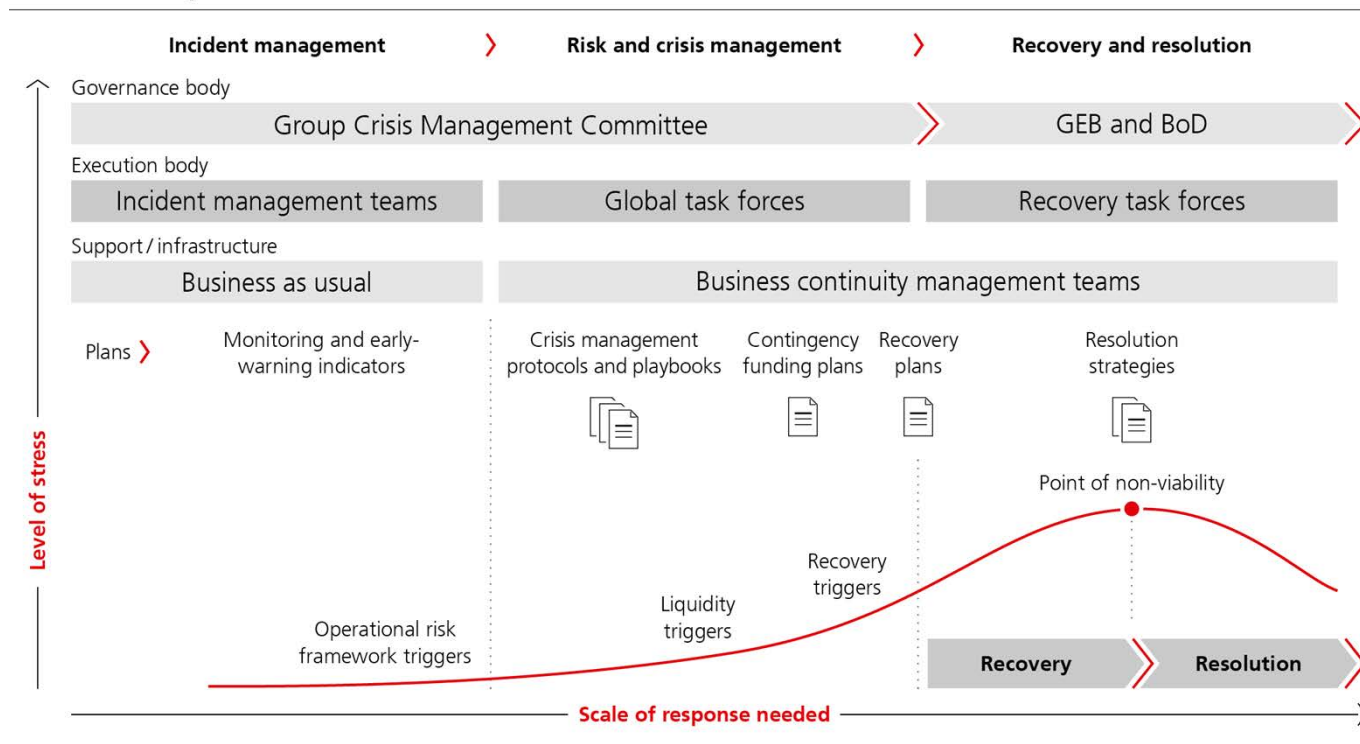 Incident management
Risk and crisis management
Recovery and resolution
Governance body
Group Crisis Management Committee
GEB and BoD
Execution body
Incident management teams
Global task forces
Recovery task forces
Support / infrastructure
Business as usual
Business continuity management teams
Plans
Monitoring and early-
warning indicators
Crisis management
protocols and playbooks
Contingency
funding plans
Recovery
plans
Resolution
strategies
Level of stress
Point of non-viability
Recovery
triggers
Liquidity
triggers
Operational risk
framework triggers
Recovery
Resolution
Scale of response needed